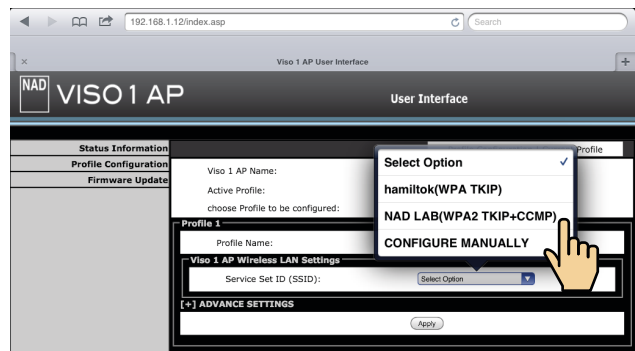 192.168.1.12/index.asp
Search
Viso 1 AP User Interface
NAD VISO 1 AP
User Interface
Status Information
Profile Configuration
Firmware Update
Profile
Viso 1 AP Name:
Active Profile:
choose Profile to be configured:
Select Option
hamiltok(WPA TKIP)
NAD LAB(WPA2 TKIP+CCMP)
CONFIGURE MANUALLY
Profile 1
Profile Name:
Viso 1 AP Wireless LAN Settings
Service Set ID (SSID):
Select Option
[+] ADVANCE SETTINGS
Apply